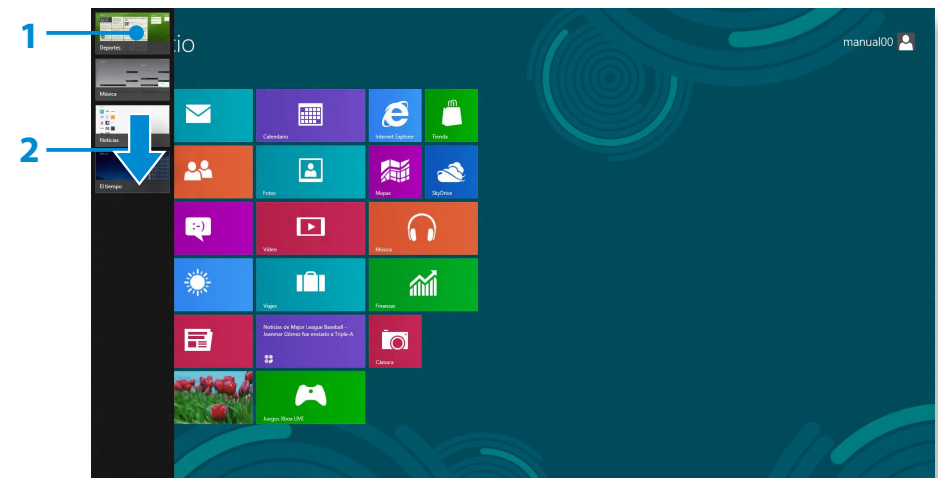 1
2
Deportes
Música
Noticias
El tiempo
cio
manual00
Calendario
Internet Explorer
Tienda
Fotos
Mapas
SkyDrive
Vídeo
Música
Viajes
Finanzas
Noticias de Major League Baseball -
Jeanmar Gómez fue enviado a Triple-A
Cámara
Juegos Xbox LIVE